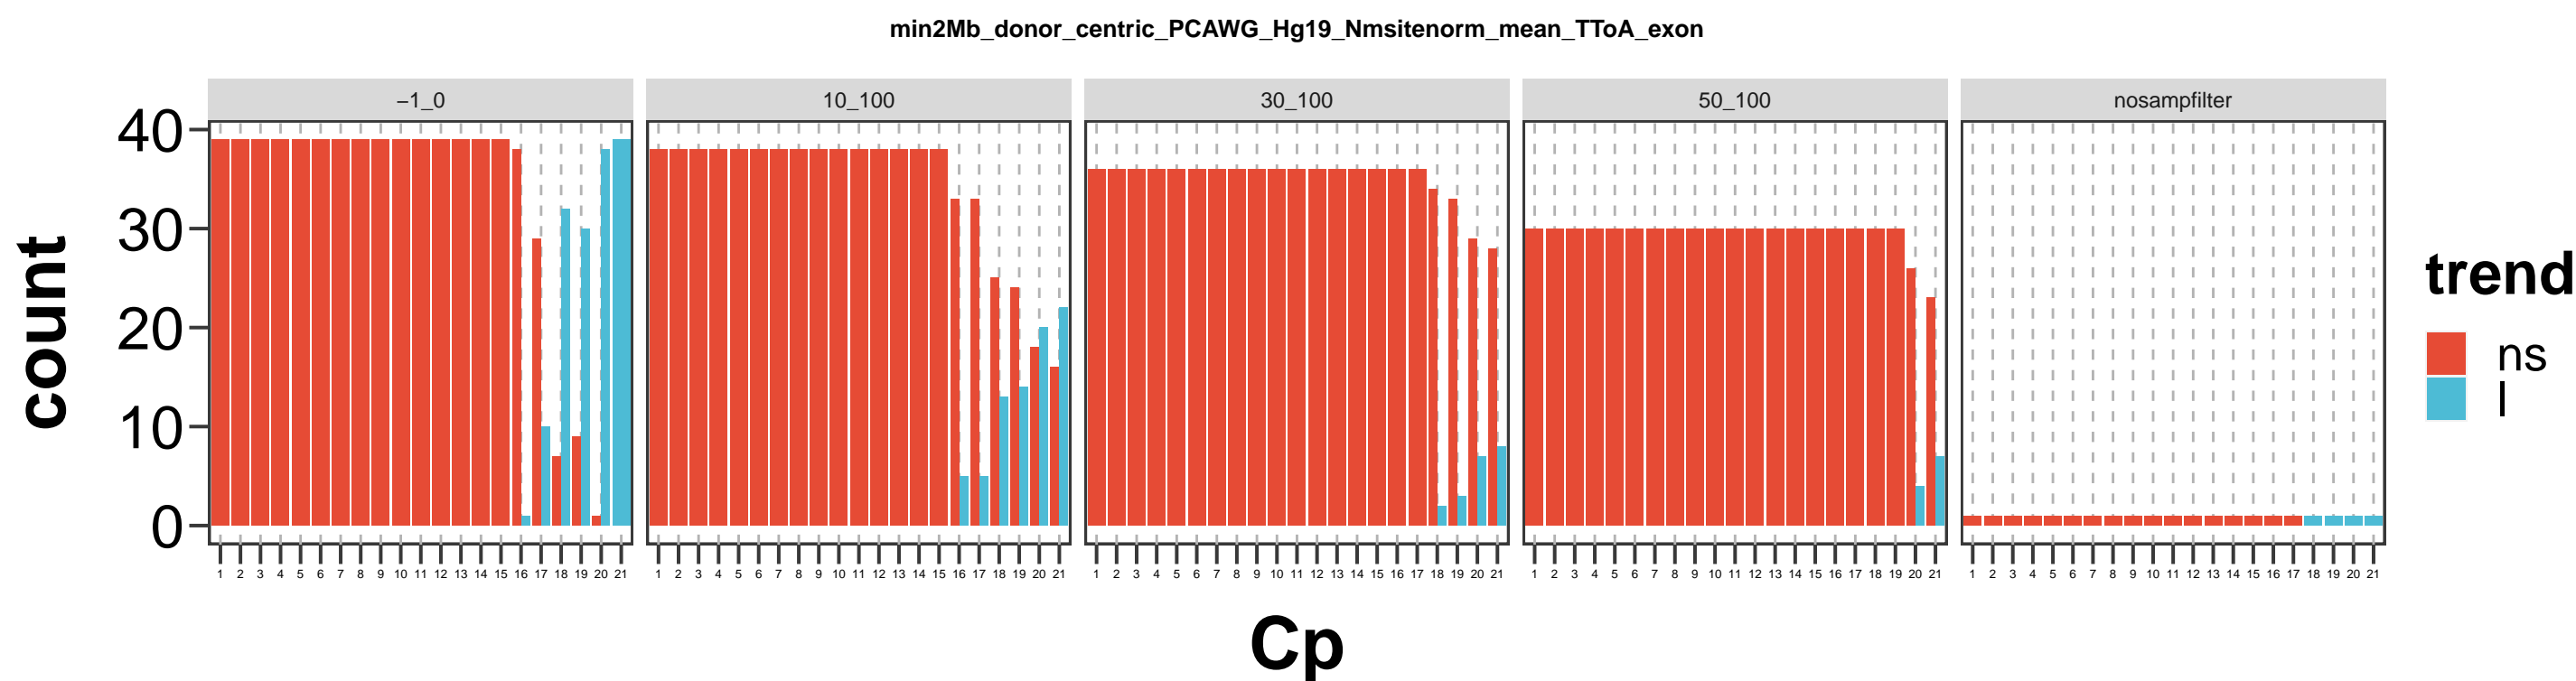 min2Mb_donor_centric_PCAWG_Hg19_Nmsitenorm_mean_TToA_exon
−1_0 10_100 30_100 50_100 nosampfilter
40
30
20
10
0
count
1 2 3 4 5 6 7 8 9 10 11 12 13 14 15 16 17 18 19 20 21
1 2 3 4 5 6 7 8 9 10 11 12 13 14 15 16 17 18 19 20 21
1 2 3 4 5 6 7 8 9 10 11 12 13 14 15 16 17 18 19 20 21
1 2 3 4 5 6 7 8 9 10 11 12 13 14 15 16 17 18 19 20 21
1 2 3 4 5 6 7 8 9 10 11 12 13 14 15 16 17 18 19 20 21
Cp
trend
ns
l